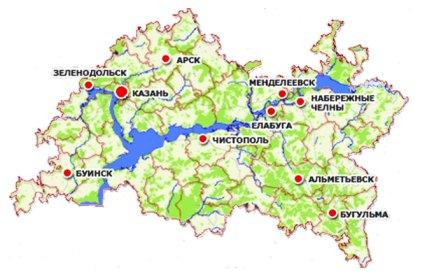 АРСК
ЗЕЛЕНОДОЛЬСК
КАЗАНЬ
МЕНДЕЛЕЕВСК
НАБЕРЕЖНЫЕ
ЧЕЛНЫ
ЕЛАБУГА
ЧИСТОПОЛЬ
БУИНСК
АЛЬМЕТЬЕВСК
БУГУЛЬМА